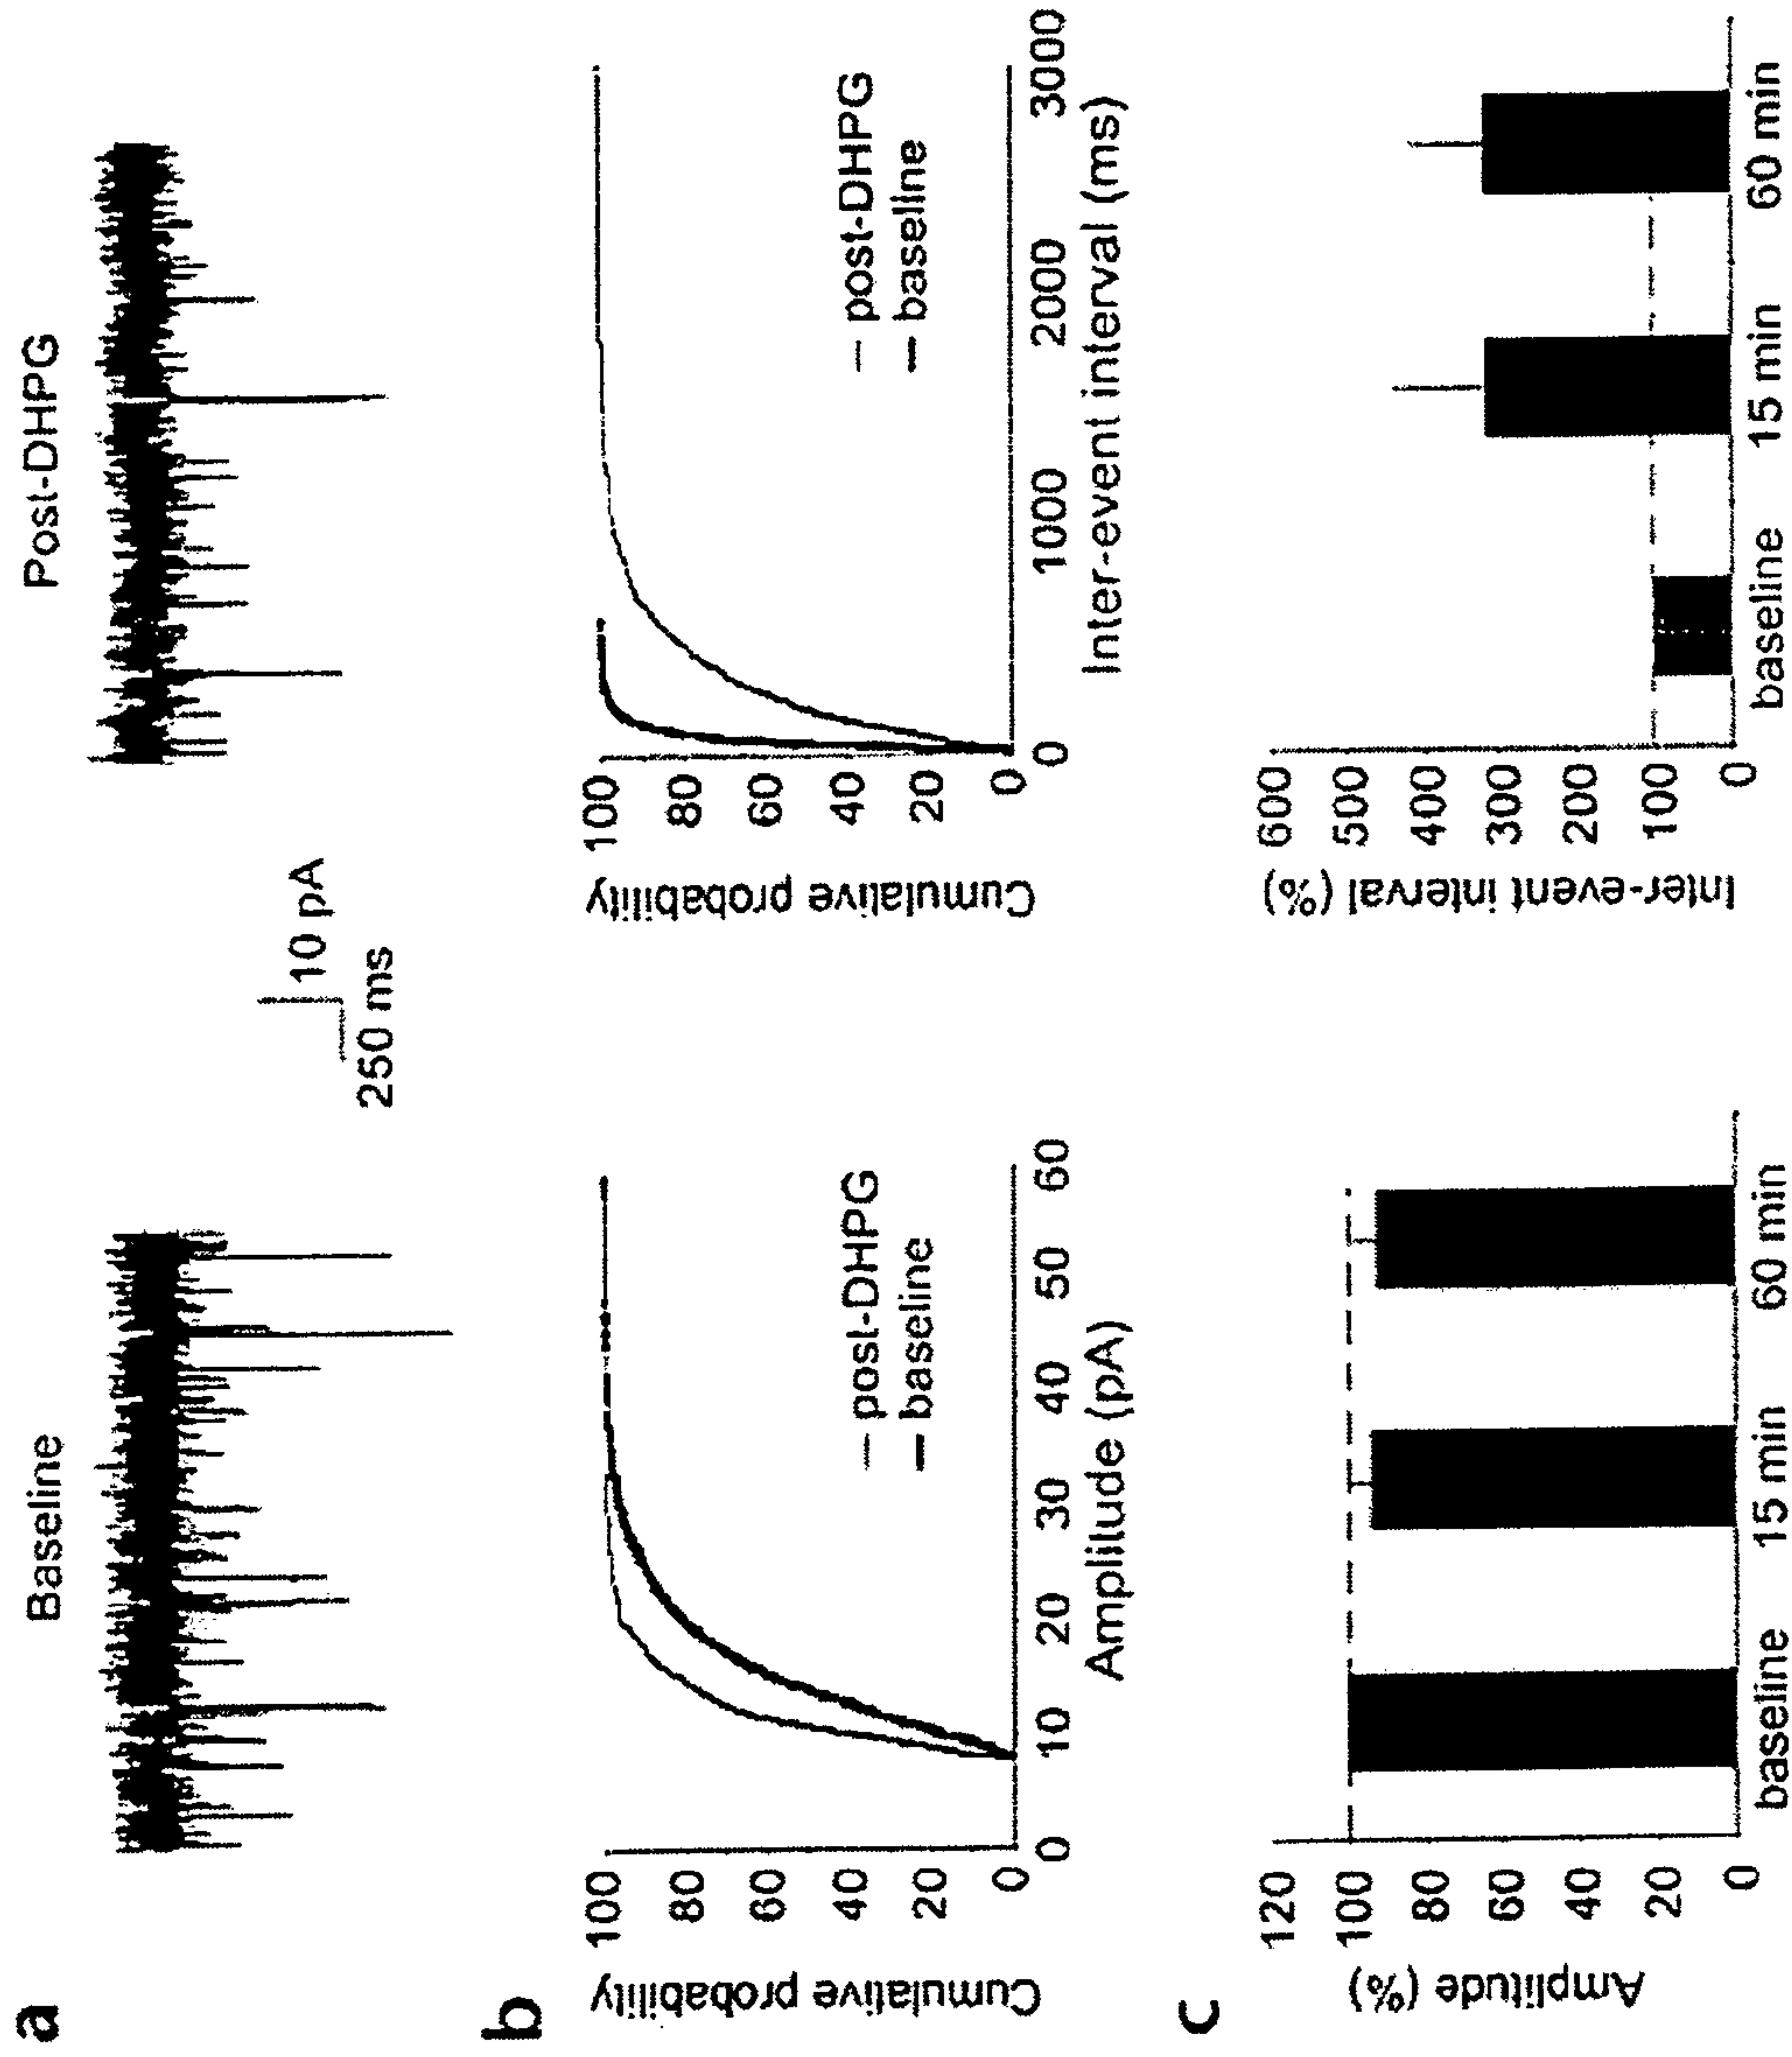 a
Baseline
Post-DHPG
10 pA
250 ms
b
Cumulative probability
100
80
60
40
20
0
0 10 20 30 40 50 60
Amplitude (pA)
– post-DHPG
– baseline
Cumulative probability
100
80
60
40
20
0
0 1000 2000 3000
Inter-event interval (ms)
– post-DHPG
– baseline
c
Amplitude (%)
120
100
80
60
40
20
0
baseline 15 min 60 min
Inter-event interval (%)
600
500
400
300
200
100
0
baseline 15 min 60 min